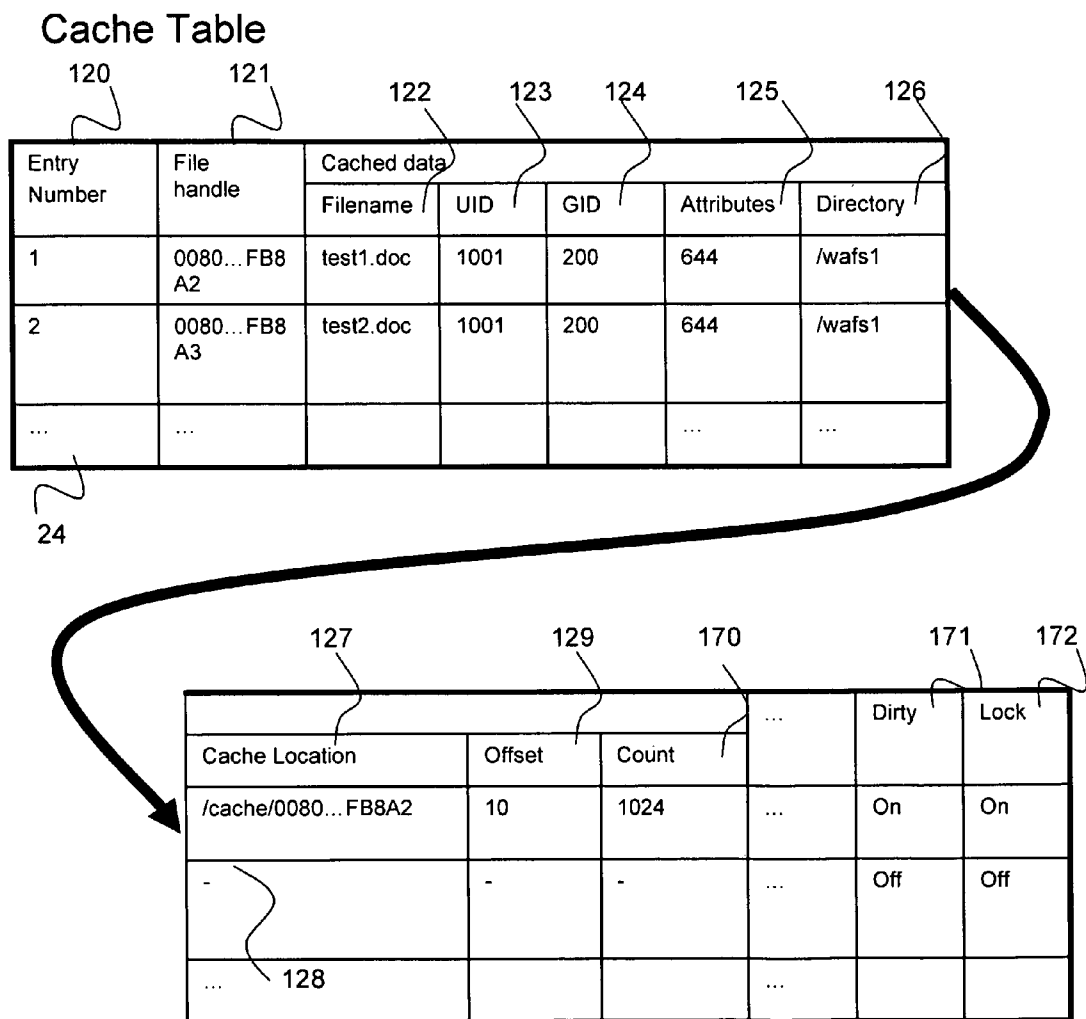 Cache Table
120
121
122
123
124
125
126
Entry Number
File handle
Cached data
Filename
UID
GID
Attributes
Directory
1
0080...FB8
A2
test1.doc
1001
200
644
/wafs1
2
0080...FB8
A3
test2.doc
1001
200
644
/wafs1
...
...
...
...
24
127
129
170
171
172
...
Dirty
Lock
Cache Location
Offset
Count
/cache/0080...FB8A2
10
1024
...
On
On
-
-
-
...
Off
Off
...
128
...